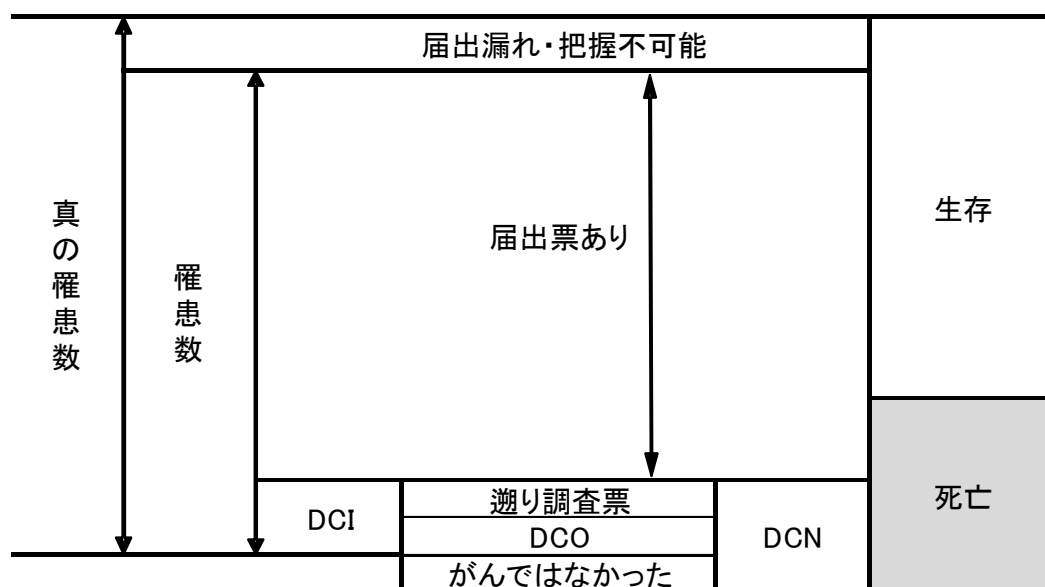 届出漏れ・把握不可能
真の罹患数
罹患数
届出票あり
生存
DCI
遡り調査票
DCO
がんではなかった
DCN
死亡